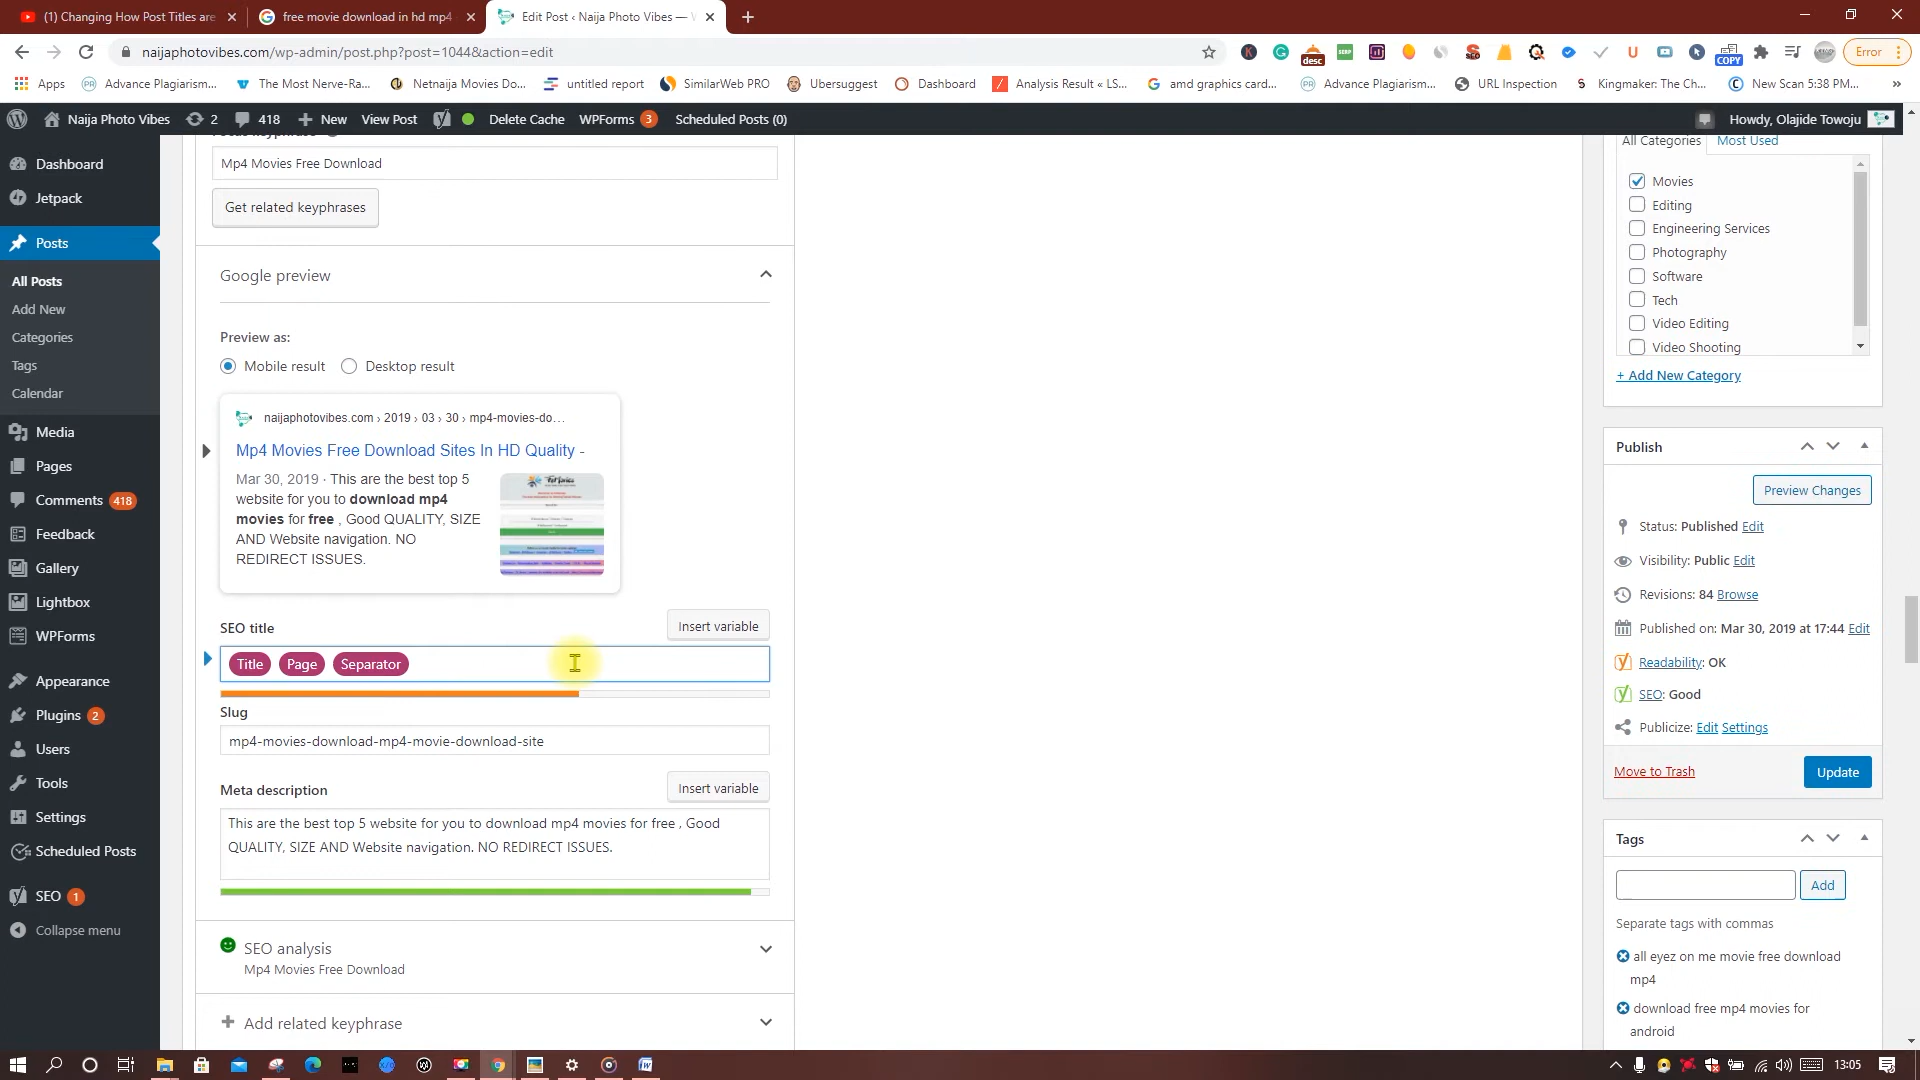 (1) Changing How Post Titles are
free movie download in hd mp4
Edit Post ‹ Naija Photo Vibes —
naijaphotovibes.com/wp-admin/post.php?post=1044&action=edit
desc
COPY
Error
Apps
Advance Plagiarism...
The Most Nerve-Ra...
Netnaija Movies Do...
untitled report
SimilarWeb PRO
Ubersuggest
Dashboard
Analysis Result « LS...
amd graphics card...
Advance Plagiarism...
URL Inspection
Kingmaker: The Ch...
New Scan 5:38 PM...
Naija Photo Vibes
2
418
New
View Post
Delete Cache
WPForms 3
Scheduled Posts (0)
Howdy, Olajide Towoju
Dashboard
Jetpack
Posts
All Posts
Add New
Categories
Tags
Calendar
Media
Pages
Comments 418
Feedback
Gallery
Lightbox
WPForms
Appearance
Plugins 2
Users
Tools
Settings
Scheduled Posts
SEO 1
Collapse menu
Mp4 Movies Free Download
Get related keyphrases
Google preview
Preview as:
Mobile result
Desktop result
naijaphotovibes.com › 2019 › 03 › 30 › mp4-movies-do...
Mp4 Movies Free Download Sites In HD Quality -
Mar 30, 2019 · This are the best top 5
website for you to download mp4
movies for free , Good QUALITY, SIZE
AND Website navigation. NO
REDIRECT ISSUES.
SEO title
Insert variable
Title
Page
Separator
Slug
mp4-movies-download-mp4-movie-download-site
Meta description
Insert variable
This are the best top 5 website for you to download mp4 movies for free , Good
QUALITY, SIZE AND Website navigation. NO REDIRECT ISSUES.
SEO analysis
Mp4 Movies Free Download
Add related keyphrase
All Categories
Most Used
Movies
Editing
Engineering Services
Photography
Software
Tech
Video Editing
Video Shooting
+ Add New Category
Publish
Preview Changes
Status: Published Edit
Visibility: Public Edit
Revisions: 84 Browse
Published on: Mar 30, 2019 at 17:44 Edit
Readability: OK
SEO: Good
Publicize: Edit Settings
Move to Trash
Update
Tags
Add
Separate tags with commas
all eyez on me movie free download
mp4
download free mp4 movies for
android
13:05